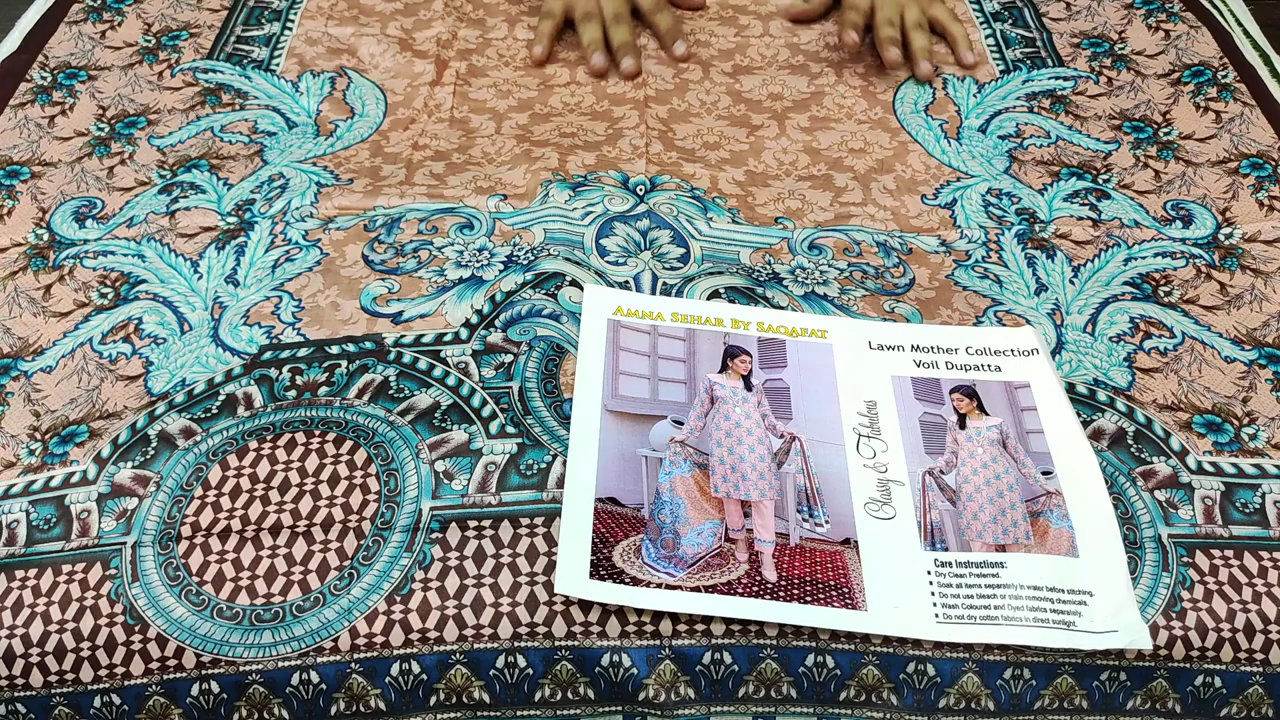 AMNA SEHAR BY SAQAFAT
Lawn Mother Collection
Voil Dupatta
Classy & Fabulous
Care Instructions:
▪ Dry Clean Preferred.
▪ Soak all items separately in water before stitching.
▪ Do not use bleach or stain removing chemicals.
▪ Wash Coloured and Dyed fabrics separately.
▪ Do not dry cotton fabrics in direct sunlight.